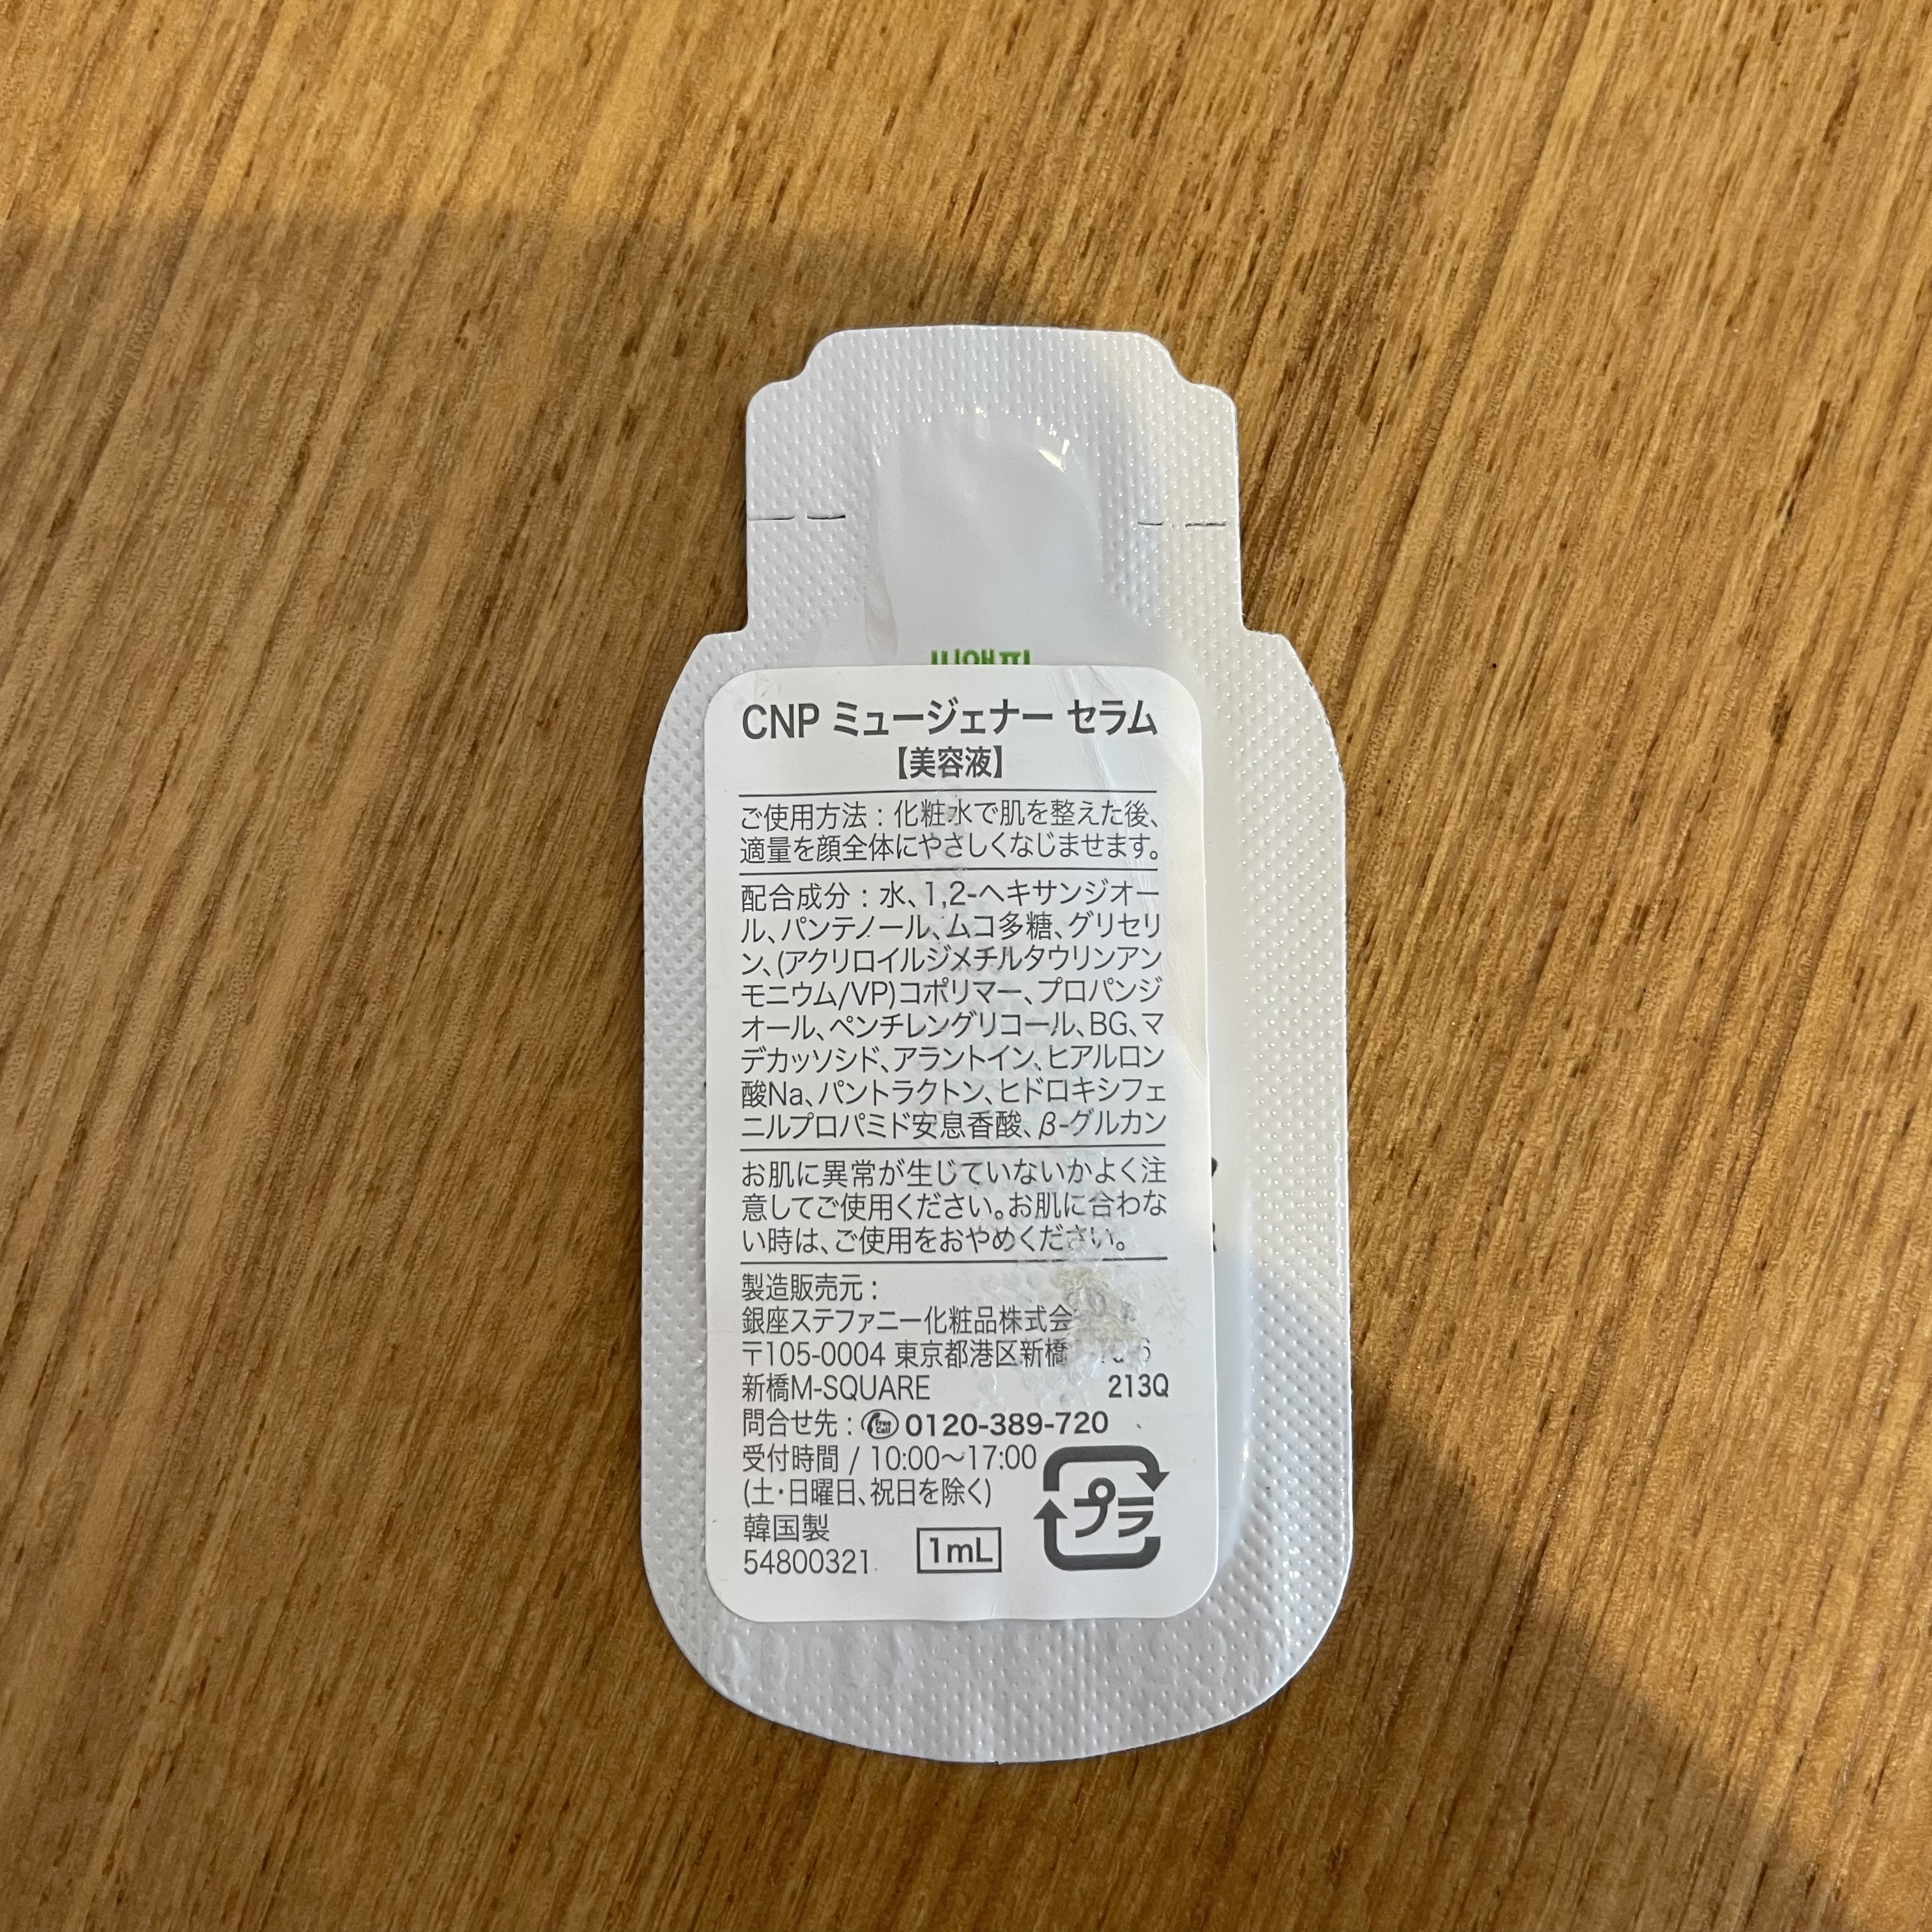 CNP ミュージェナー セラム
【美容液】
ご使用方法：化粧水で肌を整えた後、
適量を顔全体にやさしくなじませます。
配合成分：水、1,2-ヘキサンジオー
ル、パンテノール、ムコ多糖、グリセリ
ン、(アクリロイルジメチルタウリンアン
モニウム/VP)コポリマー、プロパンジ
オール、ペンチレングリコール、BG、マ
デカッソシド、アラントイン、ヒアルロン
酸Na、パントラクトン、ヒドロキシフェ
ニルプロパミド安息香酸、β-グルカン
お肌に異常が生じていないかよく注
意してご使用ください。お肌に合わな
い時は、ご使用をおやめください。
製造販売元：
銀座ステファニー化粧品株式会
〒105-0004 東京都港区新橋
新橋M-SQUARE 213Q
問合せ先：Free Call 0120-389-720
受付時間 / 10:00〜17:00
(土・日曜日、祝日を除く)
韓国製
54800321
1mL
プラ